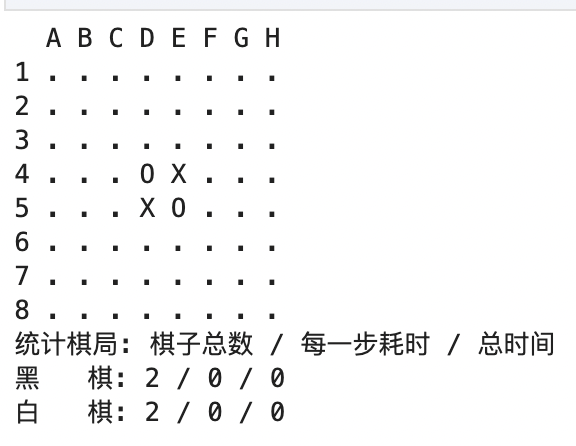 A B C D E F G H
1 . . . . . . . .
2 . . . . . . . .
3 . . . . . . . .
4 . . . O X . . .
5 . . . X O . . .
6 . . . . . . . .
7 . . . . . . . .
8 . . . . . . . .
统计棋局: 棋子总数 / 每一步耗时 / 总时间
黑   棋: 2 / 0 / 0
白   棋: 2 / 0 / 0